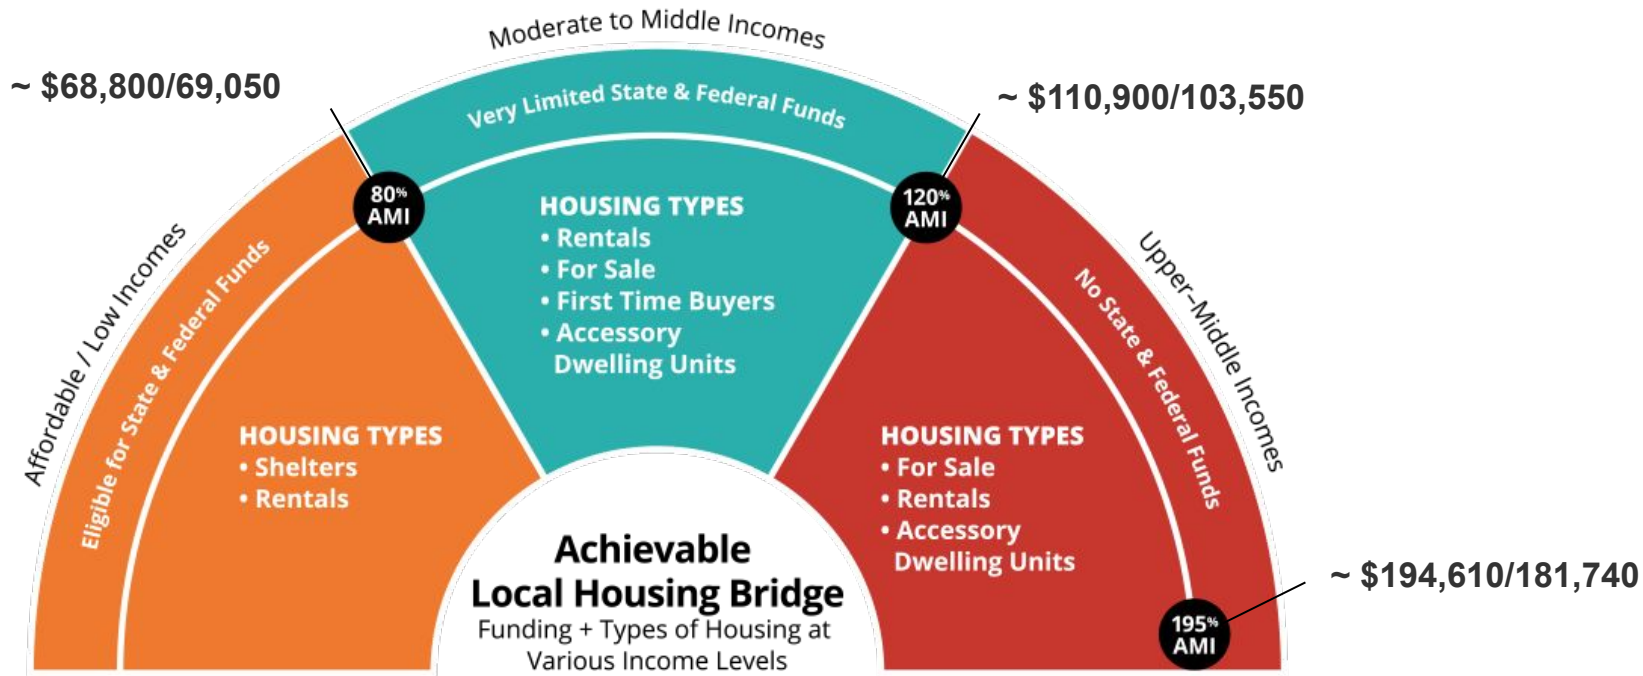 Moderate to Middle Incomes
~ $68,800/69,050
~ $110,900/103,550
Very Limited State & Federal Funds
80%
AMI
120%
AMI
HOUSING TYPES
• Rentals
• For Sale
• First Time Buyers
• Accessory
Dwelling Units
Affordable / Low Incomes
Eligible for State & Federal Funds
HOUSING TYPES
• Shelters
• Rentals
Upper–Middle Incomes
No State & Federal Funds
HOUSING TYPES
• For Sale
• Rentals
• Accessory
Dwelling Units
Achievable
Local Housing Bridge
Funding + Types of Housing at
Various Income Levels
~ $194,610/181,740
195%
AMI